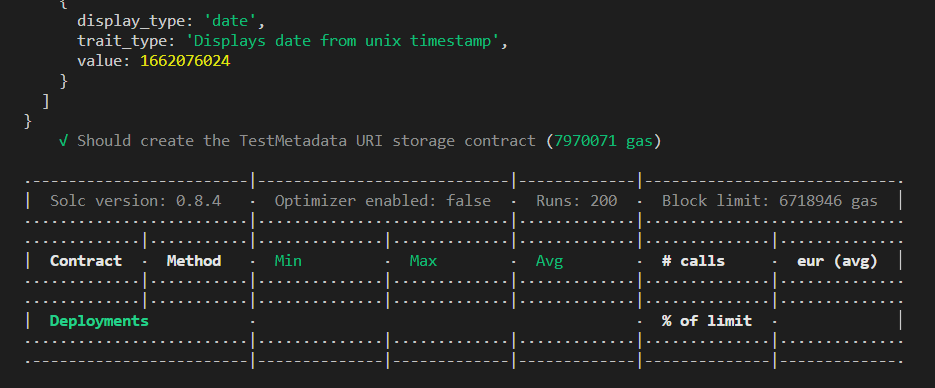 {
display_type: 'date',
trait_type: 'Displays date from unix timestamp',
value: 1662076024
}
]
}
√ Should create the TestMetadata URI storage contract (7970071 gas)
·------------------------|----------------------------|-------------|-----------------------------·
|  Solc version: 0.8.4  ·  Optimizer enabled: false  ·  Runs: 200  ·  Block limit: 6718946 gas  │
·························|····························|·············|······························
·············|···········|··············|·············|·············|···············|··············
|  Contract  ·  Method  ·  Min  ·  Max  ·  Avg  ·  # calls  ·  eur (avg)  │
·············|···········|··············|·············|·············|···············|··············
·············|···········|··············|·············|·············|···············|··············
|  Deployments  ·  ·  % of limit  ·  │
·························|··············|·············|·············|···············|··············
·------------------------|--------------|-------------|-------------|---------------|-------------·